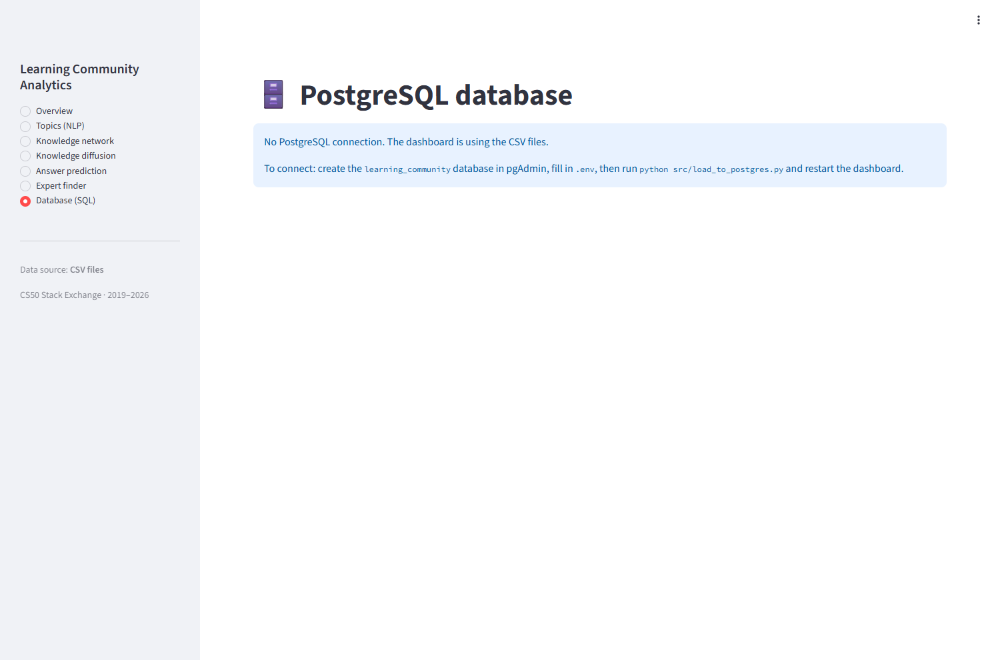 Learning Community
Analytics
Overview
Topics (NLP)
Knowledge network
Knowledge diffusion
Answer prediction
Expert finder
Database (SQL)
Data source: CSV files
CS50 Stack Exchange · 2019–2026
PostgreSQL database
No PostgreSQL connection. The dashboard is using the CSV files.
To connect: create the learning_community database in pgAdmin, fill in .env, then run python src/load_to_postgres.py and restart the dashboard.